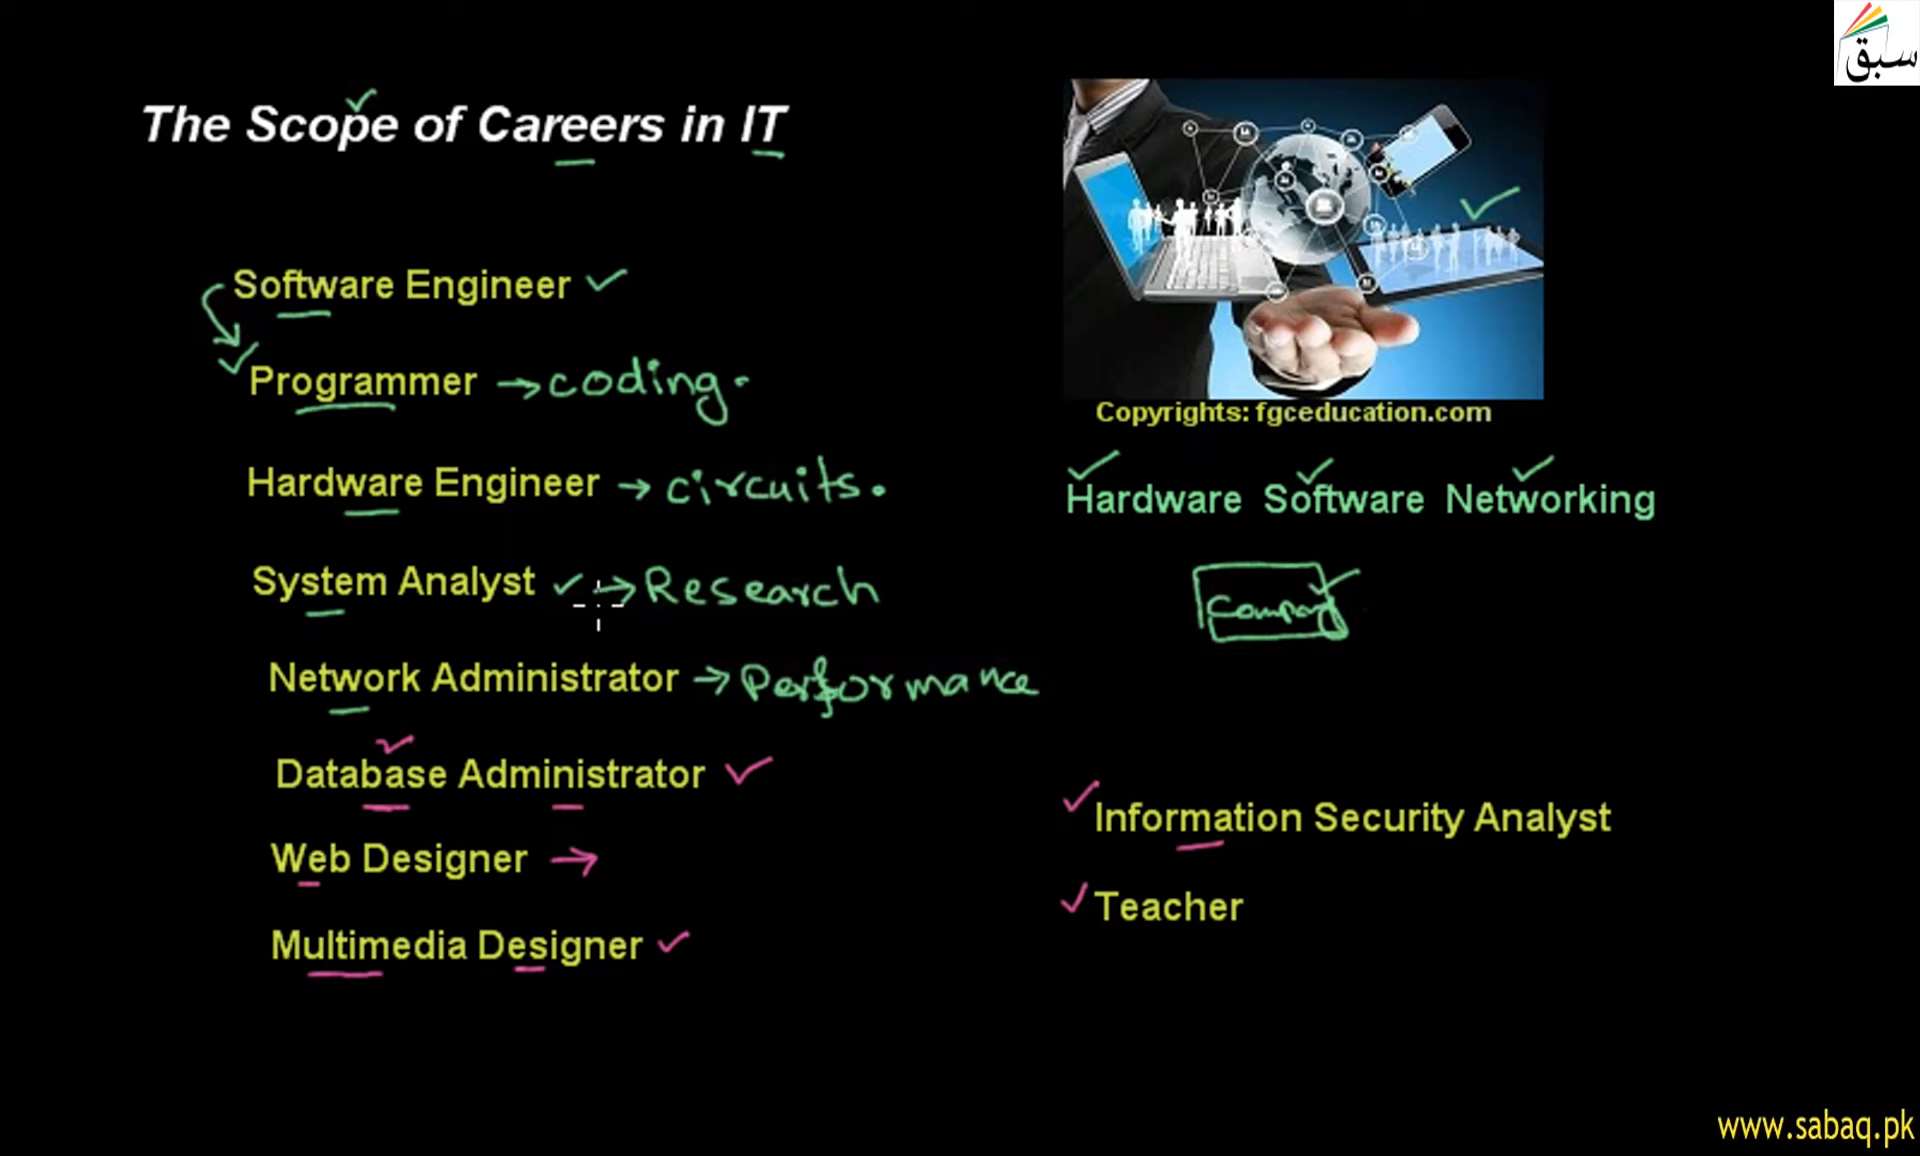 سبق
The Scope of Careers in IT
Software Engineer
Programmer → coding.
Hardware Engineer → circuits.
System Analyst → Research
Network Administrator → Performance
Database Administrator
Web Designer →
Multimedia Designer
Copyrights: fgceducation.com
Hardware Software Networking
Company
Information Security Analyst
Teacher
www.sabaq.pk